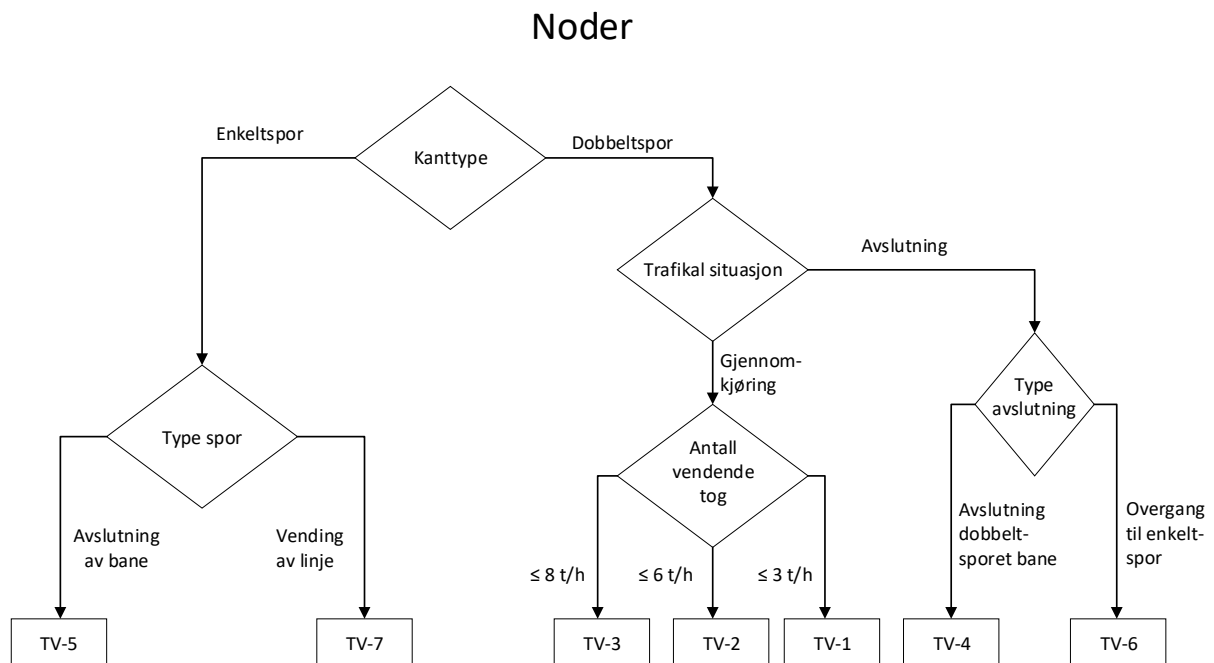 Noder
Enkeltspor
Kanttype
Dobbeltspor
Trafikal situasjon
Avslutning
Gjennom-
kjøring
Type
avslutning
Type spor
Antall
vendende
tog
Avslutning
av bane
Vending
av linje
≤ 8 t/h
≤ 6 t/h
≤ 3 t/h
Avslutning
dobbelt-
sporet bane
Overgang
til enkelt-
spor
TV-5
TV-7
TV-3
TV-2
TV-1
TV-4
TV-6